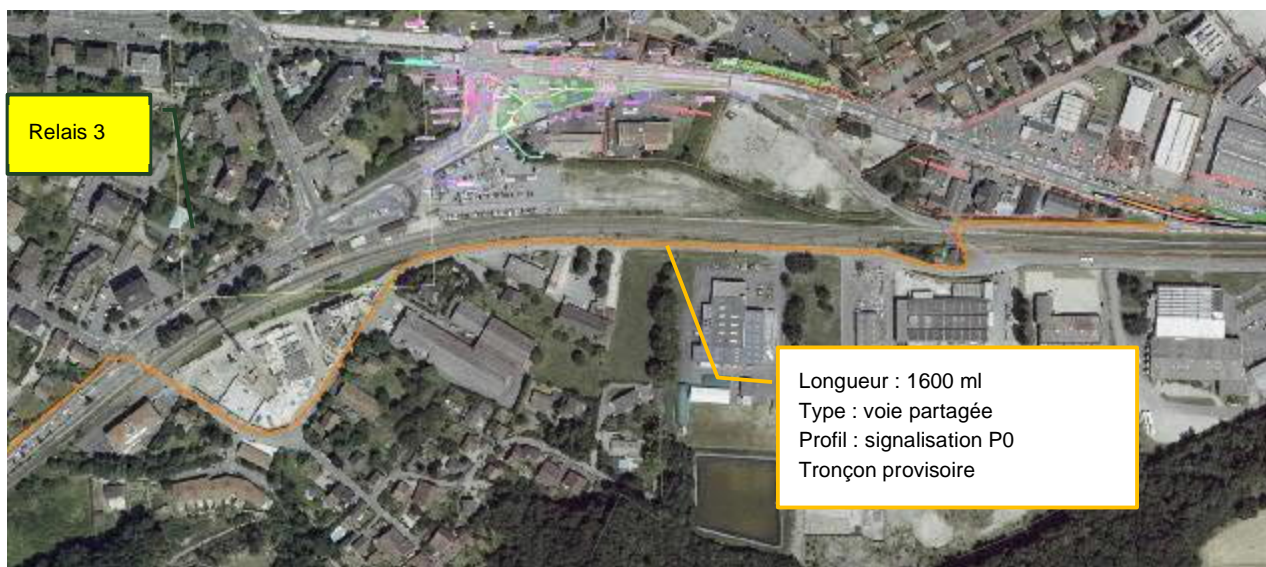 Relais 3
Longueur : 1600 ml
Type : voie partagée
Profil : signalisation P0
Tronçon provisoire